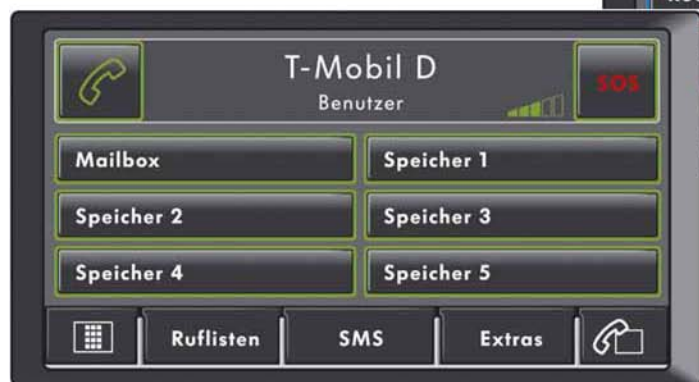 T-Mobil D
Benutzer
SOS
Mailbox
Speicher 1
Speicher 2
Speicher 3
Speicher 4
Speicher 5
Ruflisten
SMS
Extras